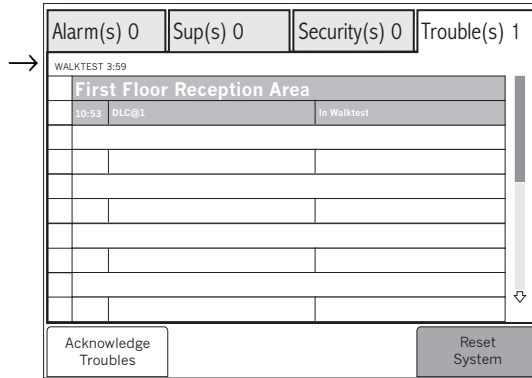 Alarm(s) 0 Sup(s) 0 Security(s) 0 Trouble(s) 1
WALKTEST 3:59
First Floor Reception Area
10:53 DLC@1 In Walktest
Acknowledge
Troubles
Reset
System